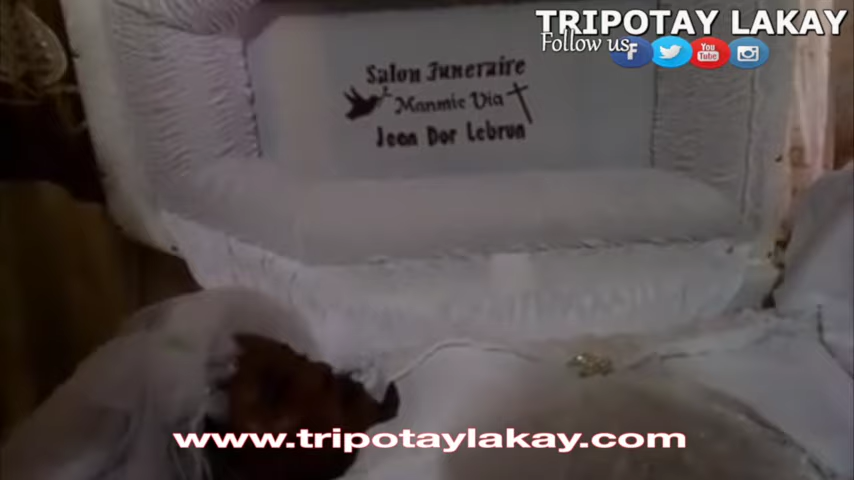 TRIPOTAY LAKAY
Follow us
f
You
Tube
Salon Funeraire
Manmie Via
Jean Dor Lebrun
www.tripotaylakay.com